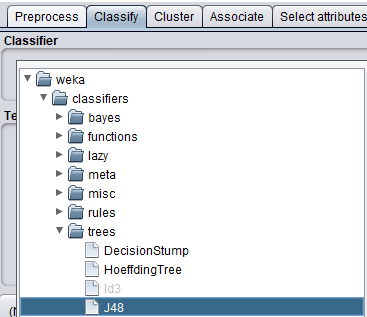 Preprocess Classify Cluster Associate Select attributes
Classifier
weka
classifiers
bayes
functions
lazy
meta
misc
rules
trees
DecisionStump
HoeffdingTree
Id3
J48